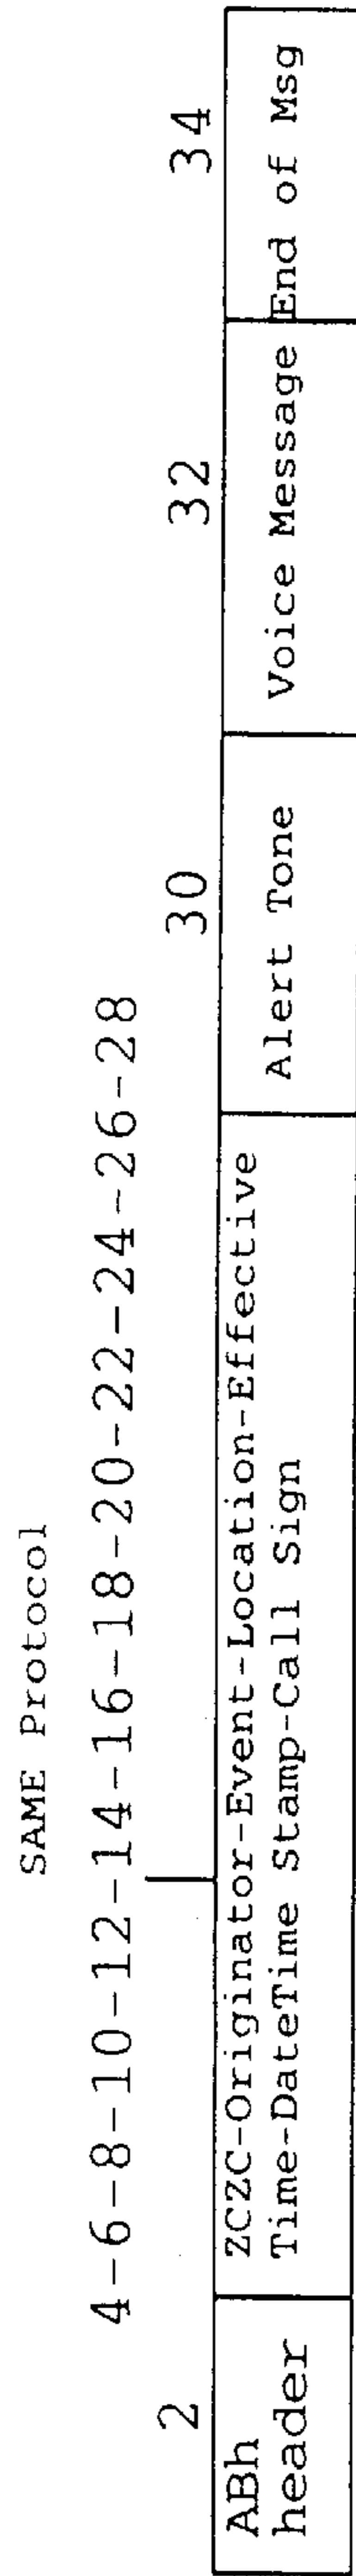 SAME Protocol
4-6-8-10-12-14-16-18-20-22-24-26-28
2
30
32
34
ABh
header
ZCZC-Originator-Event-Location-Effective
Time-DateTime Stamp-Call Sign
Alert Tone
Voice Message
End of Msg